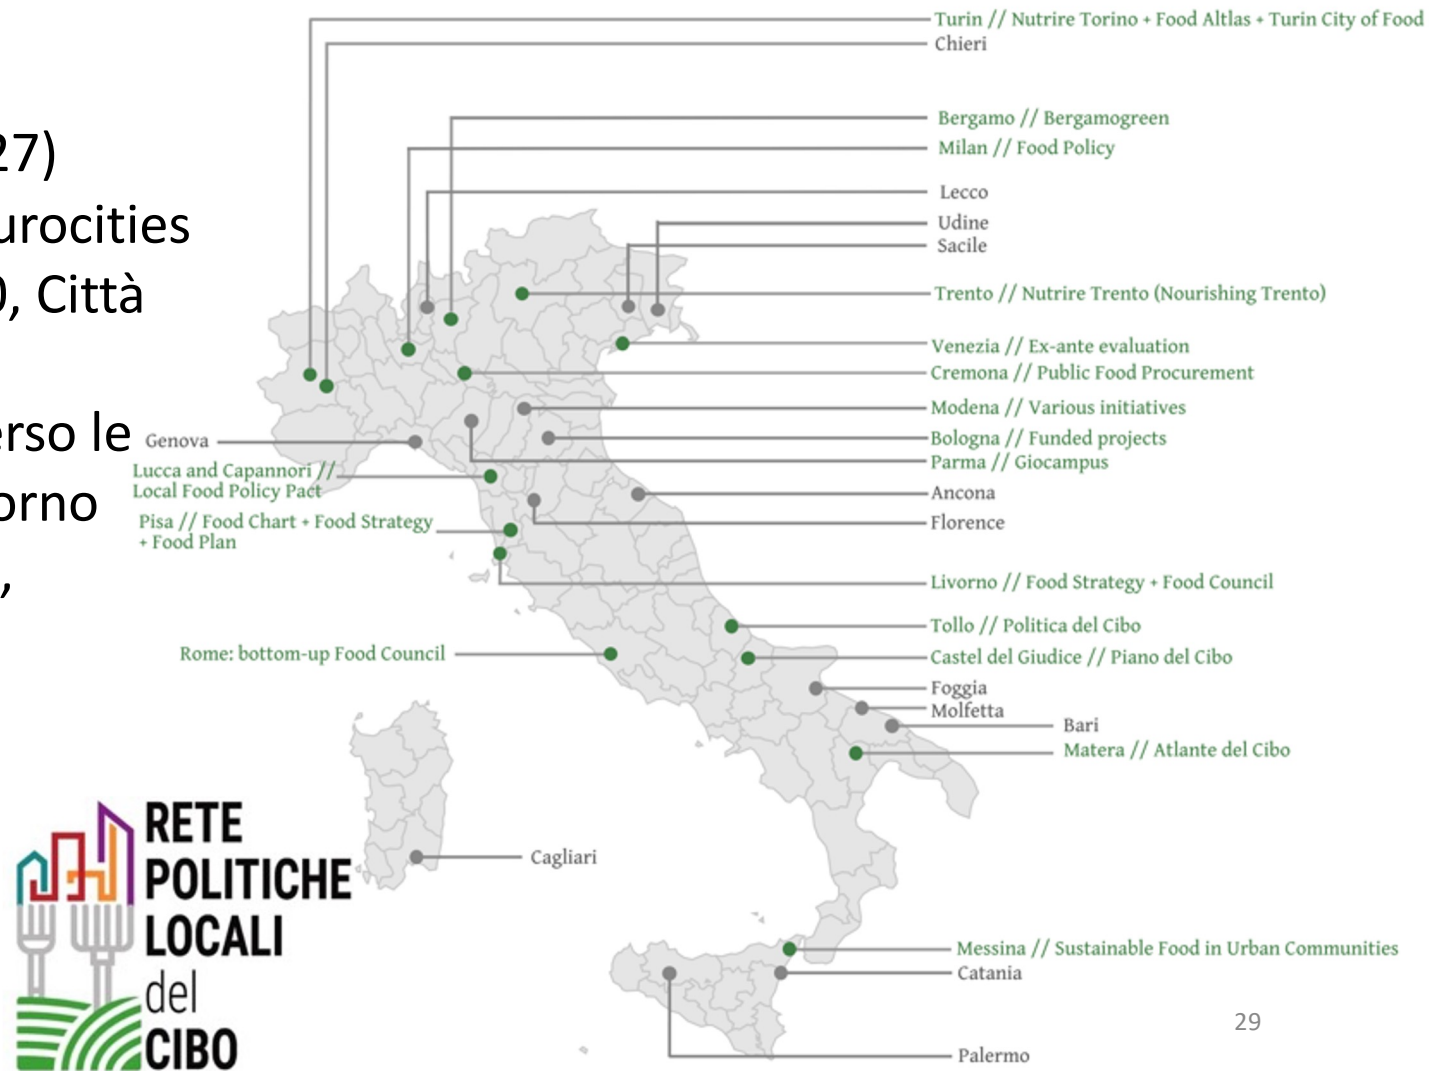 27)
urocities
0, Città
erso le
orno
,
Turin // Nutrire Torino + Food Altlas + Turin City of Food
Chieri
Bergamo // Bergamogreen
Milan // Food Policy
Lecco
Udine
Sacile
Trento // Nutrire Trento (Nourishing Trento)
Venezia // Ex-ante evaluation
Cremona // Public Food Procurement
Modena // Various initiatives
Bologna // Funded projects
Parma // Giocampus
Genova
Lucca and Capannori //
Local Food Policy Pact
Pisa // Food Chart + Food Strategy
+ Food Plan
Ancona
Florence
Livorno // Food Strategy + Food Council
Tollo // Politica del Cibo
Rome: bottom-up Food Council
Castel del Giudice // Piano del Cibo
Foggia
Molfetta
Bari
Matera // Atlante del Cibo
Cagliari
Messina // Sustainable Food in Urban Communities
Catania
Palermo
RETE
POLITICHE
LOCALI
del
CIBO
29